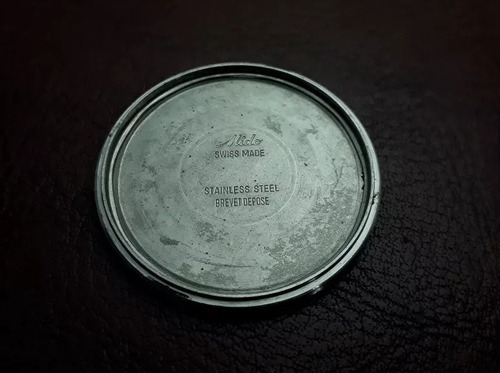 Mido
SWISS MADE
STAINLESS STEEL
BREVET DEPOSE